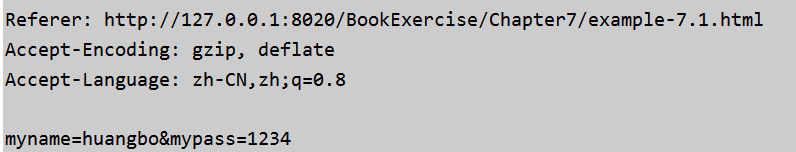 Referer: http://127.0.0.1:8020/BookExercise/Chapter7/example-7.1.html
Accept-Encoding: gzip, deflate
Accept-Language: zh-CN,zh;q=0.8
myname=huangbo&mypass=1234